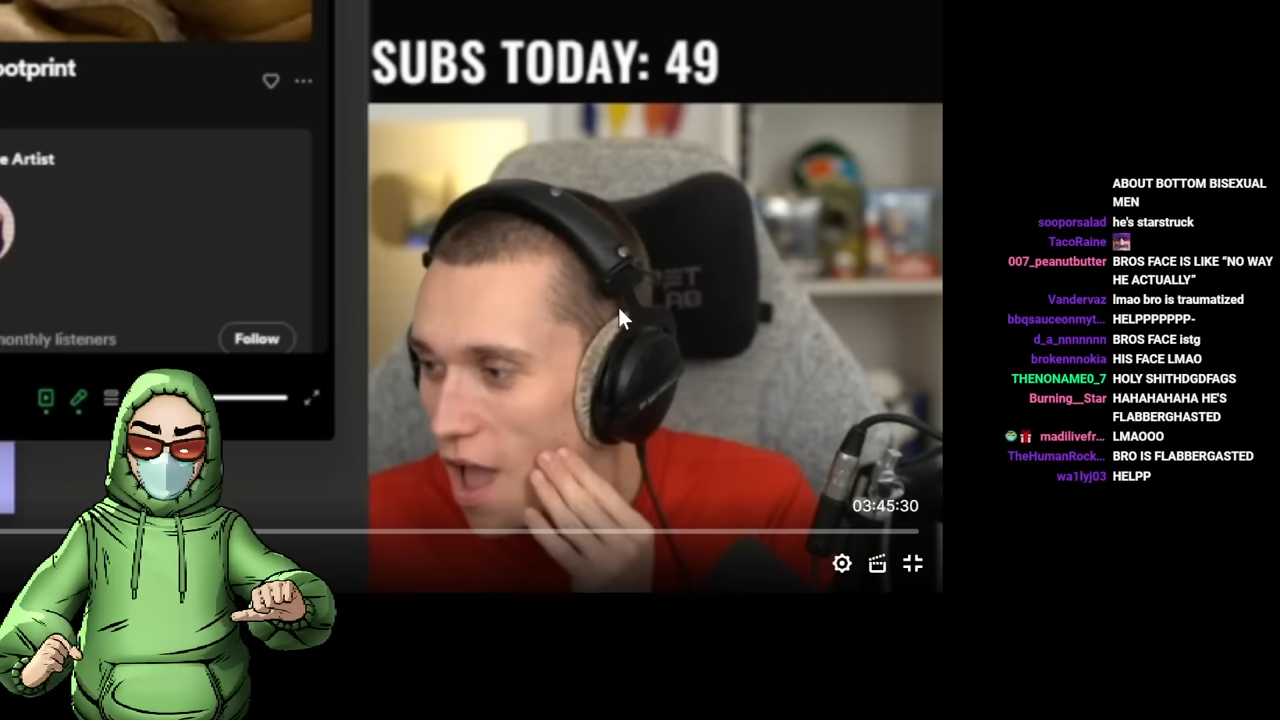 ootprint
SUBS TODAY: 49
e Artist
onthly listeners
Follow
03:45:30
ABOUT BOTTOM BISEXUAL
MEN
sooporsalad he's starstruck
TacoRaine
007_peanutbutter BROS FACE IS LIKE “NO WAY
HE ACTUALLY”
Vandervaz lmao bro is traumatized
bbqsauceonmyt... HELPPPPPPP-
d_a_nnnnnnn BROS FACE istg
brokennnokia HIS FACE LMAO
THENONAME0_7 HOLY SHITHDGDFAGS
Burning__Star HAHAHAHAHA HE'S
FLABBERGHASTED
madilivefr... LMAOOO
TheHumanRock... BRO IS FLABBERGASTED
wa1lyj03 HELPP